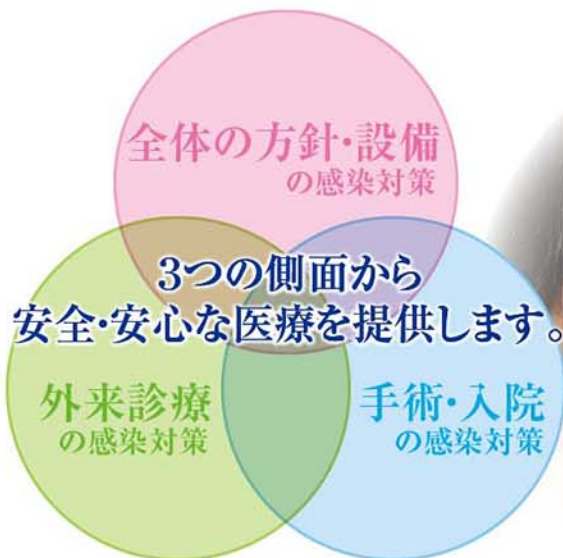 全体の方針・設備
の感染対策
3つの側面から
安全・安心な医療を提供します。
外来診療
の感染対策
手術・入院
の感染対策